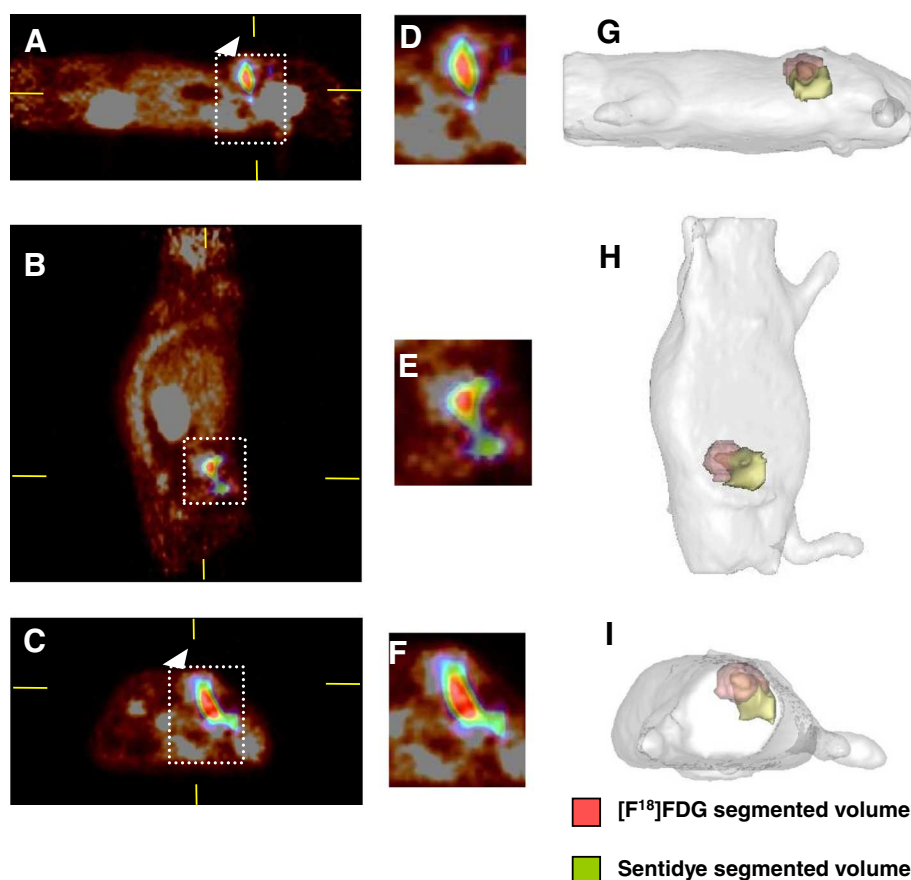 A
D
G
B
H
E
C
F
I
[F¹⁸]FDG segmented volume
Sentidye segmented volume